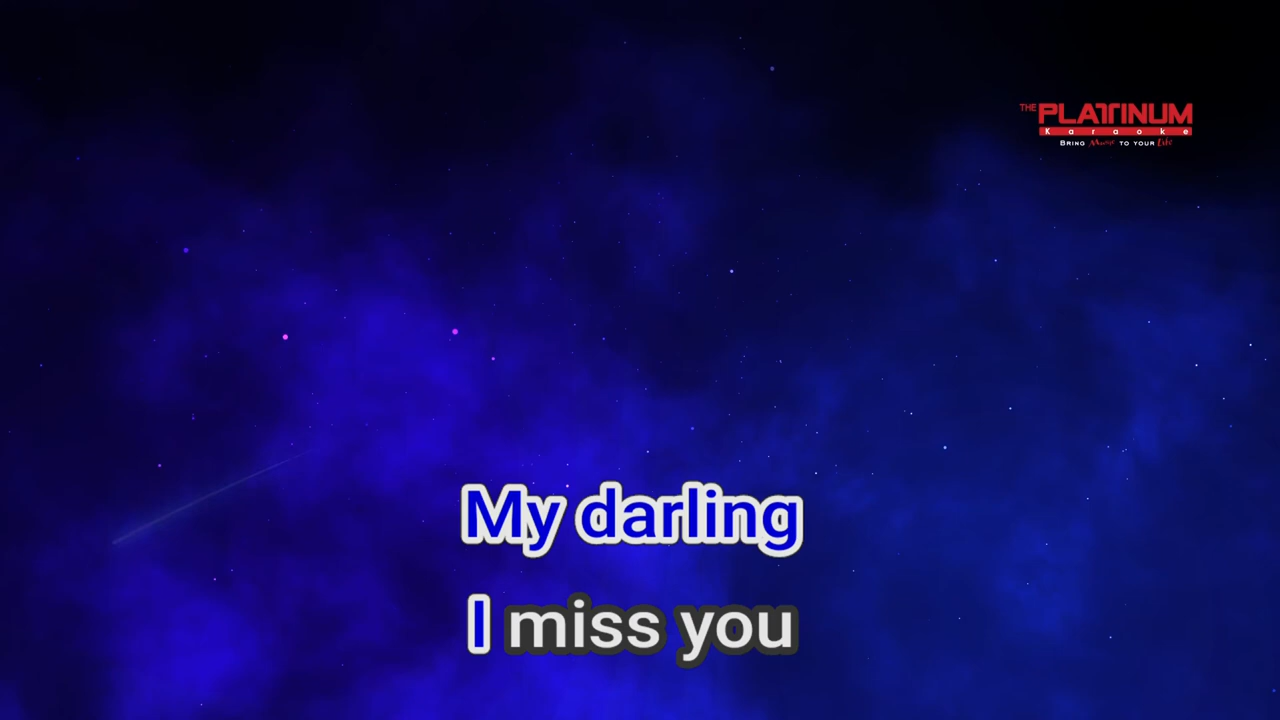 THE PLATINUM
Karaoke
BRING Music TO YOUR Life
My darling
I miss you